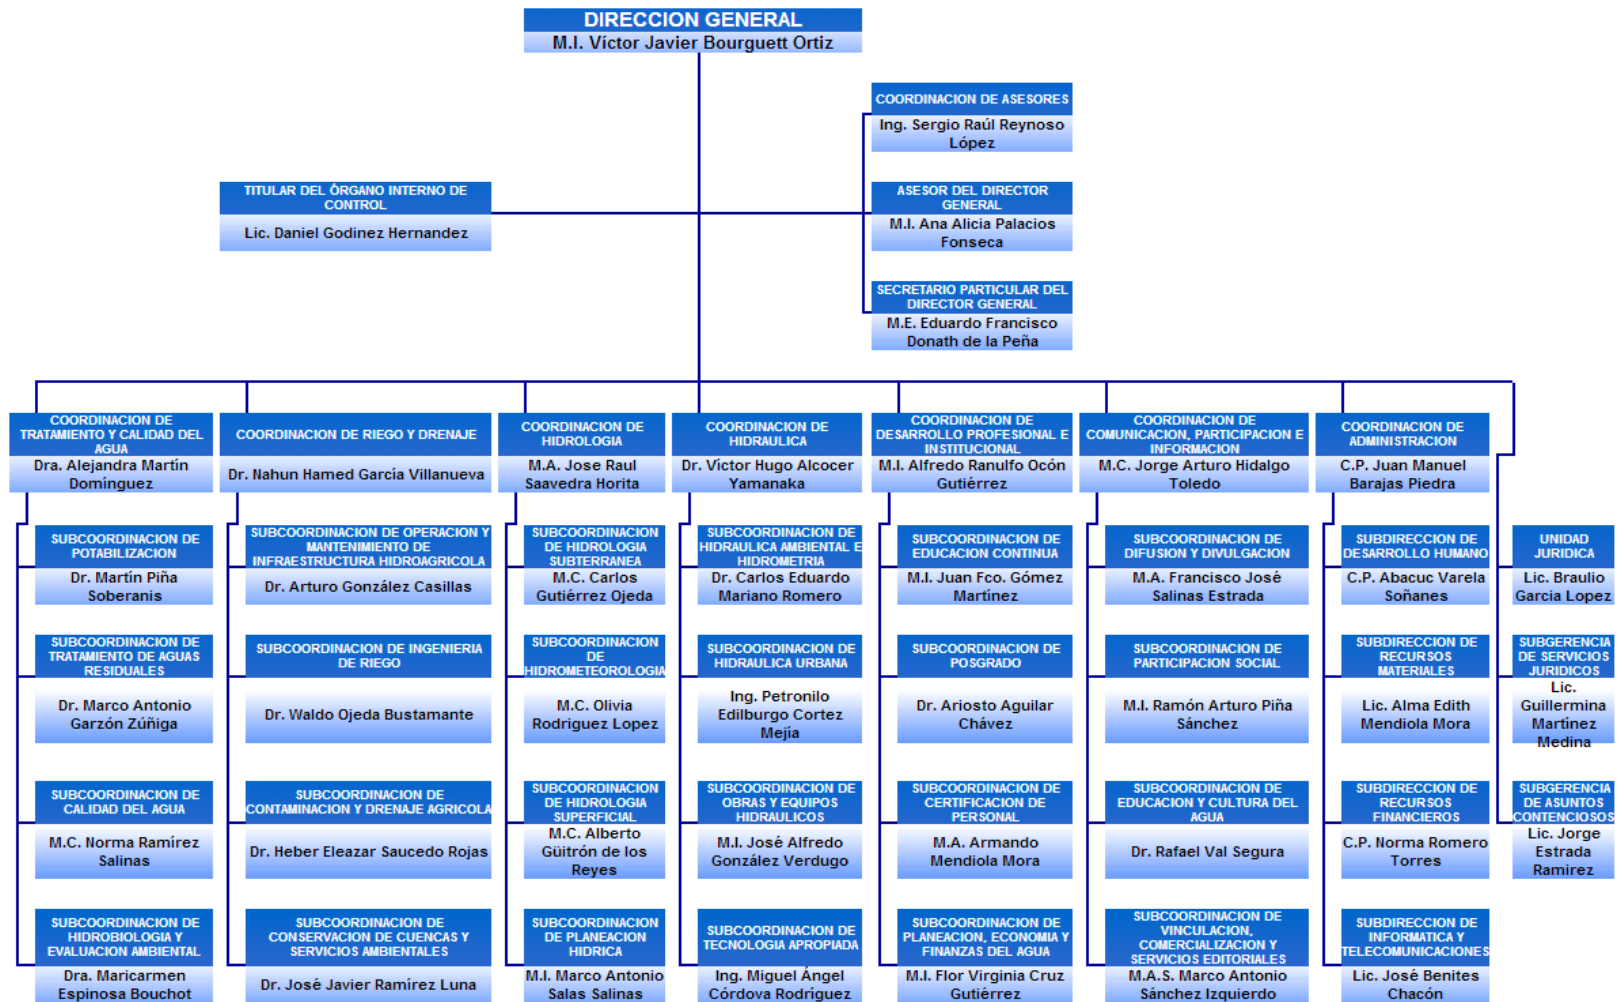 DIRECCION GENERAL
M.I. Víctor Javier Bourguett Ortiz
COORDINACION DE ASESORES
Ing. Sergio Raúl Reynoso
López
TITULAR DEL ÓRGANO INTERNO DE
CONTROL
Lic. Daniel Godinez Hernandez
ASESOR DEL DIRECTOR
GENERAL
M.I. Ana Alicia Palacios
Fonseca
SECRETARIO PARTICULAR DEL
DIRECTOR GENERAL
M.E. Eduardo Francisco
Donath de la Peña
COORDINACION DE
TRATAMIENTO Y CALIDAD DEL
AGUA
Dra. Alejandra Martín
Domínguez
COORDINACION DE RIEGO Y DRENAJE
Dr. Nahun Hamed García Villanueva
COORDINACION DE
HIDROLOGIA
M.A. Jose Raul
Saavedra Horita
COORDINACION DE
HIDRAULICA
Dr. Víctor Hugo Alcocer
Yamanaka
COORDINACION DE
DESARROLLO PROFESIONAL E
INSTITUCIONAL
M.I. Alfredo Ranulfo Ocón
Gutiérrez
COORDINACION DE
COMUNICACION, PARTICIPACION E
INFORMACION
M.C. Jorge Arturo Hidalgo
Toledo
COORDINACION DE
ADMINISTRACION
C.P. Juan Manuel
Barajas Piedra
SUBCOORDINACION DE
POTABILIZACION
Dr. Martín Piña
Soberanis
SUBCOORDINACION DE OPERACION Y
MANTENIMIENTO DE
INFRAESTRUCTURA HIDROAGRICOLA
Dr. Arturo González Casillas
SUBCOORDINACION
DE HIDROLOGIA
SUBTERRANEA
M.C. Carlos
Gutiérrez Ojeda
SUBCOORDINACION DE
HIDRAULICA AMBIENTAL E
HIDROMETRIA
Dr. Carlos Eduardo
Mariano Romero
SUBCOORDINACION DE
EDUCACION CONTINUA
M.I. Juan Fco. Gómez
Martínez
SUBCOORDINACION DE
DIFUSION Y DIVULGACION
M.A. Francisco José
Salinas Estrada
SUBDIRECCION DE
DESARROLLO HUMANO
C.P. Abacuc Varela
Soñanes
UNIDAD
JURIDICA
Lic. Braulio
Garcia Lopez
SUBCOORDINACION DE
TRATAMIENTO DE AGUAS
RESIDUALES
Dr. Marco Antonio
Garzón Zúñiga
SUBCOORDINACION DE INGENIERIA
DE RIEGO
Dr. Waldo Ojeda Bustamante
SUBCOORDINACION
DE
HIDROMETEOROLOGIA
M.C. Olivia
Rodriguez Lopez
SUBCOORDINACION DE
HIDRAULICA URBANA
Ing. Petronilo
Edilburgo Cortez
Mejía
SUBCOORDINACION DE
POSGRADO
Dr. Ariosto Aguilar
Chávez
SUBCOORDINACION DE
PARTICIPACION SOCIAL
M.I. Ramón Arturo Piña
Sánchez
SUBDIRECCION DE
RECURSOS
MATERIALES
Lic. Alma Edith
Mendiola Mora
SUBGERENCIA
DE SERVICIOS
JURIDICOS
Lic.
Guillermina
Martínez
Medina
SUBCOORDINACION DE
CALIDAD DEL AGUA
M.C. Norma Ramírez
Salinas
SUBCOORDINACION DE
CONTAMINACION Y DRENAJE AGRICOLA
Dr. Heber Eleazar Saucedo Rojas
SUBCOORDINACION
DE HIDROLOGIA
SUPERFICIAL
M.C. Alberto
Güitrón de los
Reyes
SUBCOORDINACION DE
OBRAS Y EQUIPOS
HIDRAULICOS
M.I. José Alfredo
González Verdugo
SUBCOORDINACION DE
CERTIFICACION DE
PERSONAL
M.A. Armando
Mendiola Mora
SUBCOORDINACION DE
EDUCACION Y CULTURA DEL
AGUA
Dr. Rafael Val Segura
SUBDIRECCION DE
RECURSOS
FINANCIEROS
C.P. Norma Romero
Torres
SUBGERENCIA
DE ASUNTOS
CONTENCIOSOS
Lic. Jorge
Estrada
Ramirez
SUBCOORDINACION DE
HIDROBIOLOGIA Y
EVALUACION AMBIENTAL
Dra. Maricarmen
Espinosa Bouchot
SUBCOORDINACION DE
CONSERVACION DE CUENCAS Y
SERVICIOS AMBIENTALES
Dr. José Javier Ramírez Luna
SUBCOORDINACION
DE PLANEACION
HIDRICA
M.I. Marco Antonio
Salas Salinas
SUBCOORDINACION DE
TECNOLOGIA APROPIADA
Ing. Miguel Ángel
Córdova Rodríguez
SUBCOORDINACION DE
PLANEACION, ECONOMIA Y
FINANZAS DEL AGUA
M.I. Flor Virginia Cruz
Gutiérrez
SUBCOORDINACION DE
VINCULACION,
COMERCIALIZACION Y
SERVICIOS EDITORIALES
M.A.S. Marco Antonio
Sánchez Izquierdo
SUBDIRECCION DE
INFORMATICA Y
TELECOMUNICACIONES
Lic. José Benites
Chacón